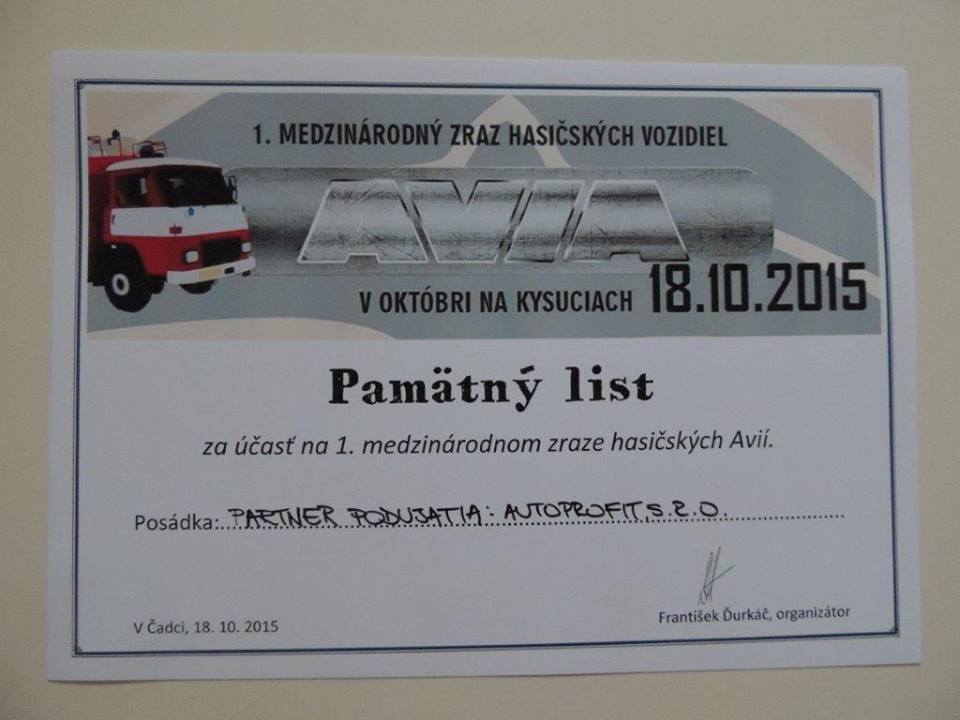 1. MEDZINÁRODNÝ ZRAZ HASIČSKÝCH VOZIDIEL
AVIA
V OKTÓBRI NA KYSUCIACH 18.10.2015
Pamätný list
za účasť na 1. medzinárodnom zraze hasičských Avií.
Posádka: PARTNER PODUJATIA: AUTOPROFIT, S.R.O.
František Ďurkáč, organizátor
V Čadci, 18. 10. 2015